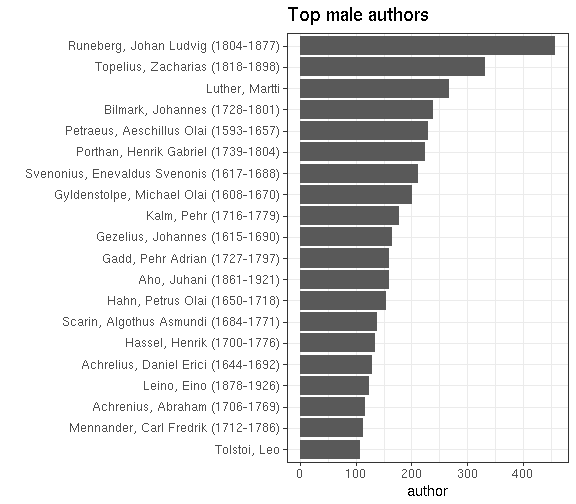 Top male authors
Runeberg, Johan Ludvig (1804-1877)
Topelius, Zacharias (1818-1898)
Luther, Martti
Bilmark, Johannes (1728-1801)
Petraeus, Aeschillus Olai (1593-1657)
Porthan, Henrik Gabriel (1739-1804)
Svenonius, Enevaldus Svenonis (1617-1688)
Gyldenstolpe, Michael Olai (1608-1670)
Kalm, Pehr (1716-1779)
Gezelius, Johannes (1615-1690)
Gadd, Pehr Adrian (1727-1797)
Aho, Juhani (1861-1921)
Hahn, Petrus Olai (1650-1718)
Scarin, Algothus Asmundi (1684-1771)
Hassel, Henrik (1700-1776)
Achrelius, Daniel Erici (1644-1692)
Leino, Eino (1878-1926)
Achrenius, Abraham (1706-1769)
Mennander, Carl Fredrik (1712-1786)
Tolstoi, Leo
0 100 200 300 400
author